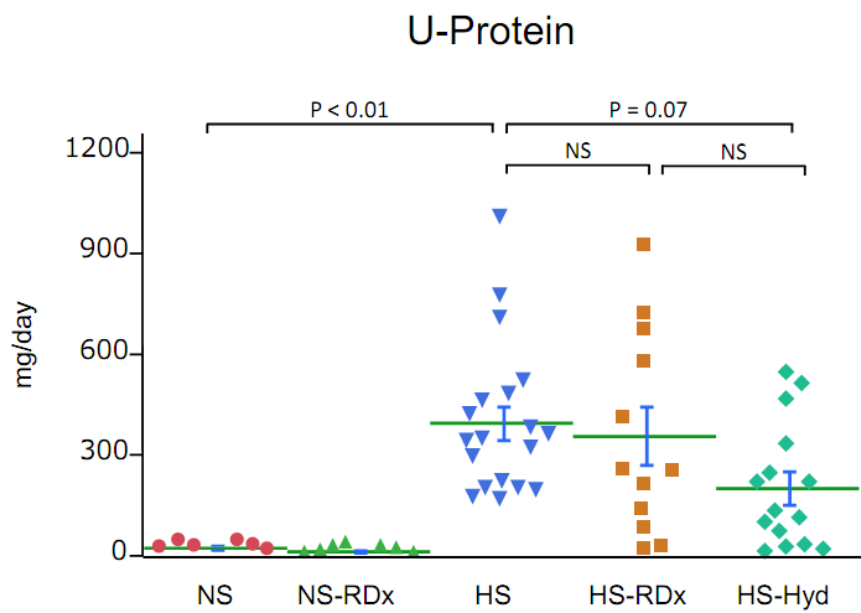 U-Protein
P < 0.01
P = 0.07
NS
NS
1200
900
600
300
0
mg/day
NS
NS-RDx
HS
HS-RDx
HS-Hyd